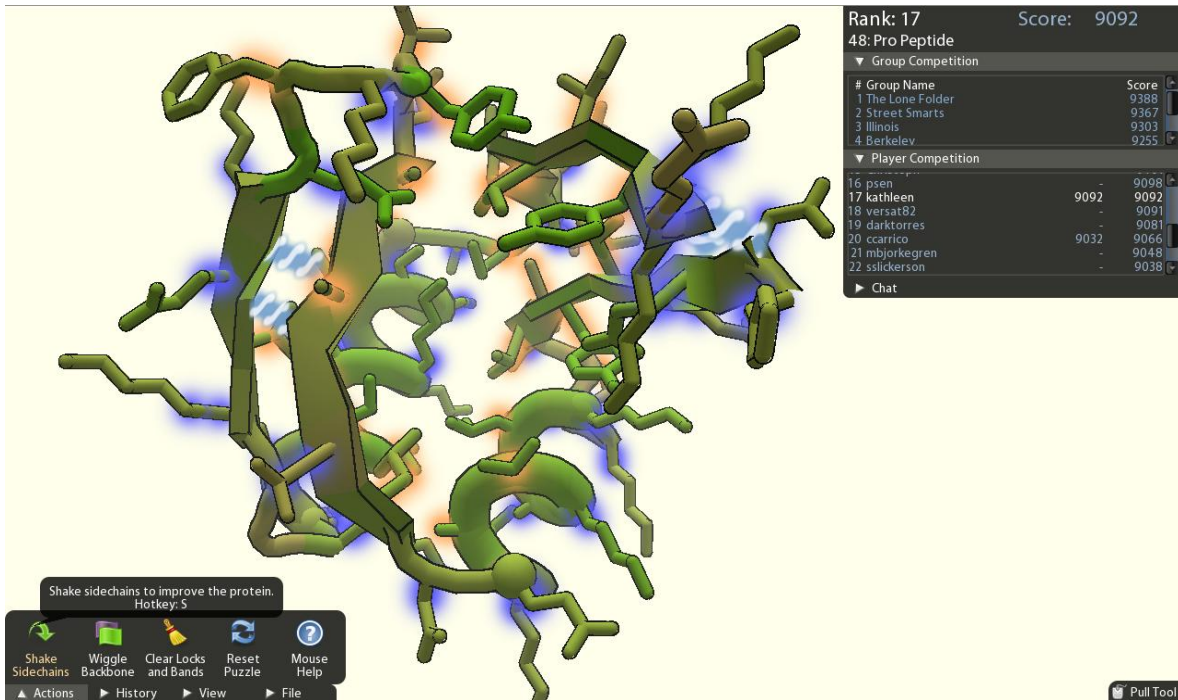 Rank: 17 Score: 9092
48: Pro Peptide
▼ Group Competition
# Group Name Score
1 The Lone Folder 9388
2 Street Smarts 9367
3 Illinois 9303
4 Berkeley 9255
▼ Player Competition
16 psen - 9098
17 kathleen 9092 9092
18 versat82 - 9091
19 darktorres - 9081
20 ccarrico 9032 9066
21 mbjorkegren - 9048
22 sslickerson - 9038
▶ Chat
Shake sidechains to improve the protein.
Hotkey: S
Shake Sidechains
Wiggle Backbone
Clear Locks and Bands
Reset Puzzle
Mouse Help
▲ Actions ▶ History ▶ View ▶ File
Pull Tool